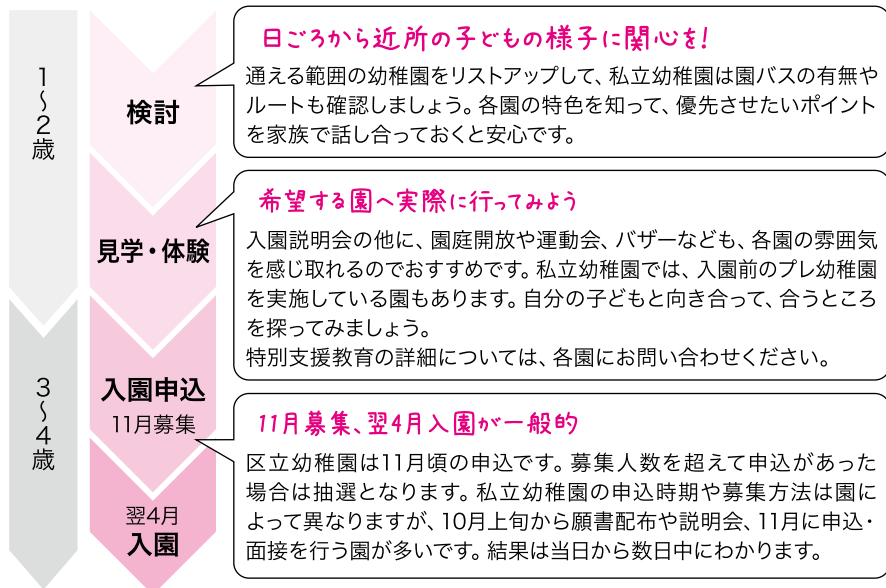 1～2歳
検討
日ごろから近所の子どもの様子に関心を！
通える範囲の幼稚園をリストアップして、私立幼稚園は園バスの有無や
ルートも確認しましょう。各園の特色を知って、優先させたいポイント
を家族で話し合っておくと安心です。
見学・体験
希望する園へ実際に行ってみよう
入園説明会の他に、園庭開放や運動会、バザーなども、各園の雰囲気
を感じ取れるのでおすすめです。私立幼稚園では、入園前のプレ幼稚園
を実施している園もあります。自分の子どもと向き合って、合うところ
を探ってみましょう。
特別支援教育の詳細については、各園にお問い合わせください。
3～4歳
入園申込
11月募集
翌4月
入園
11月募集、翌4月入園が一般的
区立幼稚園は11月頃の申込です。募集人数を超えて申込があった
場合は抽選となります。私立幼稚園の申込時期や募集方法は園に
よって異なりますが、10月上旬から願書配布や説明会、11月に申込・
面接を行う園が多いです。結果は当日から数日中にわかります。